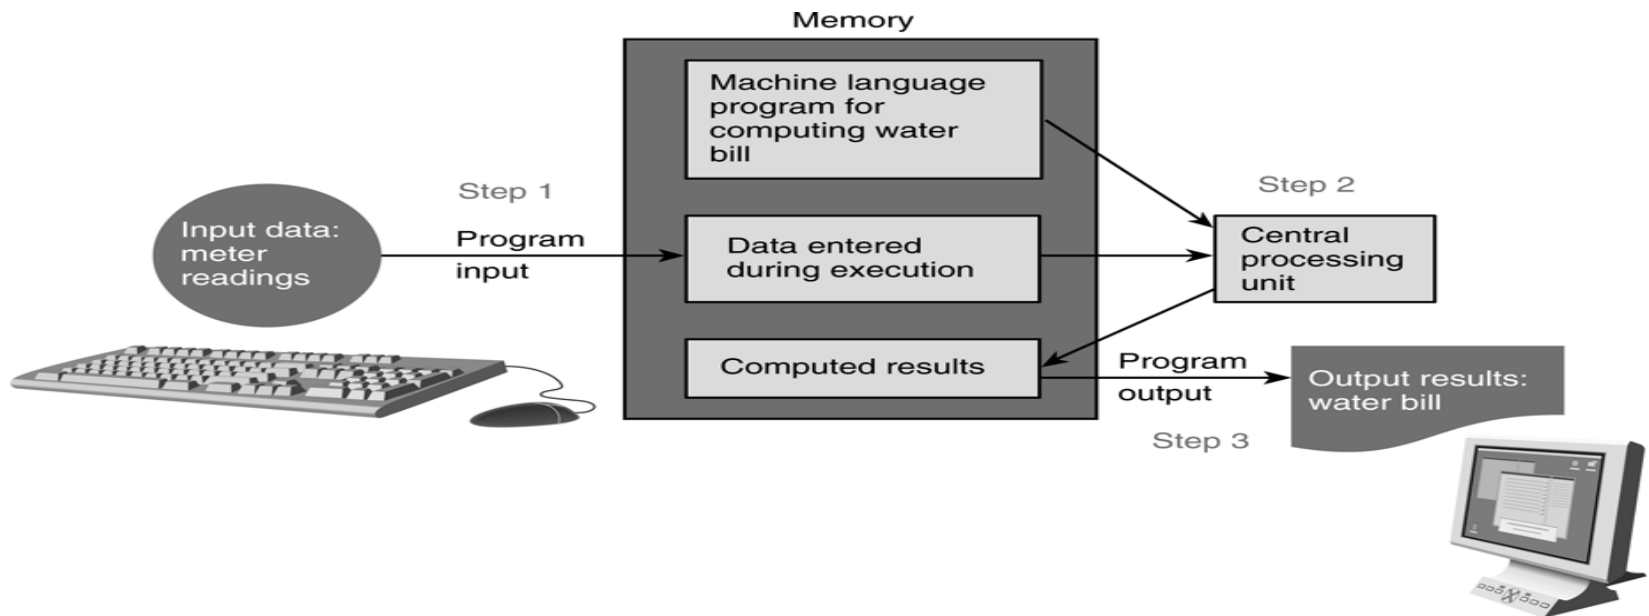 Memory
Machine language
program for
computing water
bill
Step 1
Step 2
Input data:
meter
readings
Program
input
Data entered
during execution
Central
processing
unit
Computed results
Program
output
Output results:
water bill
Step 3